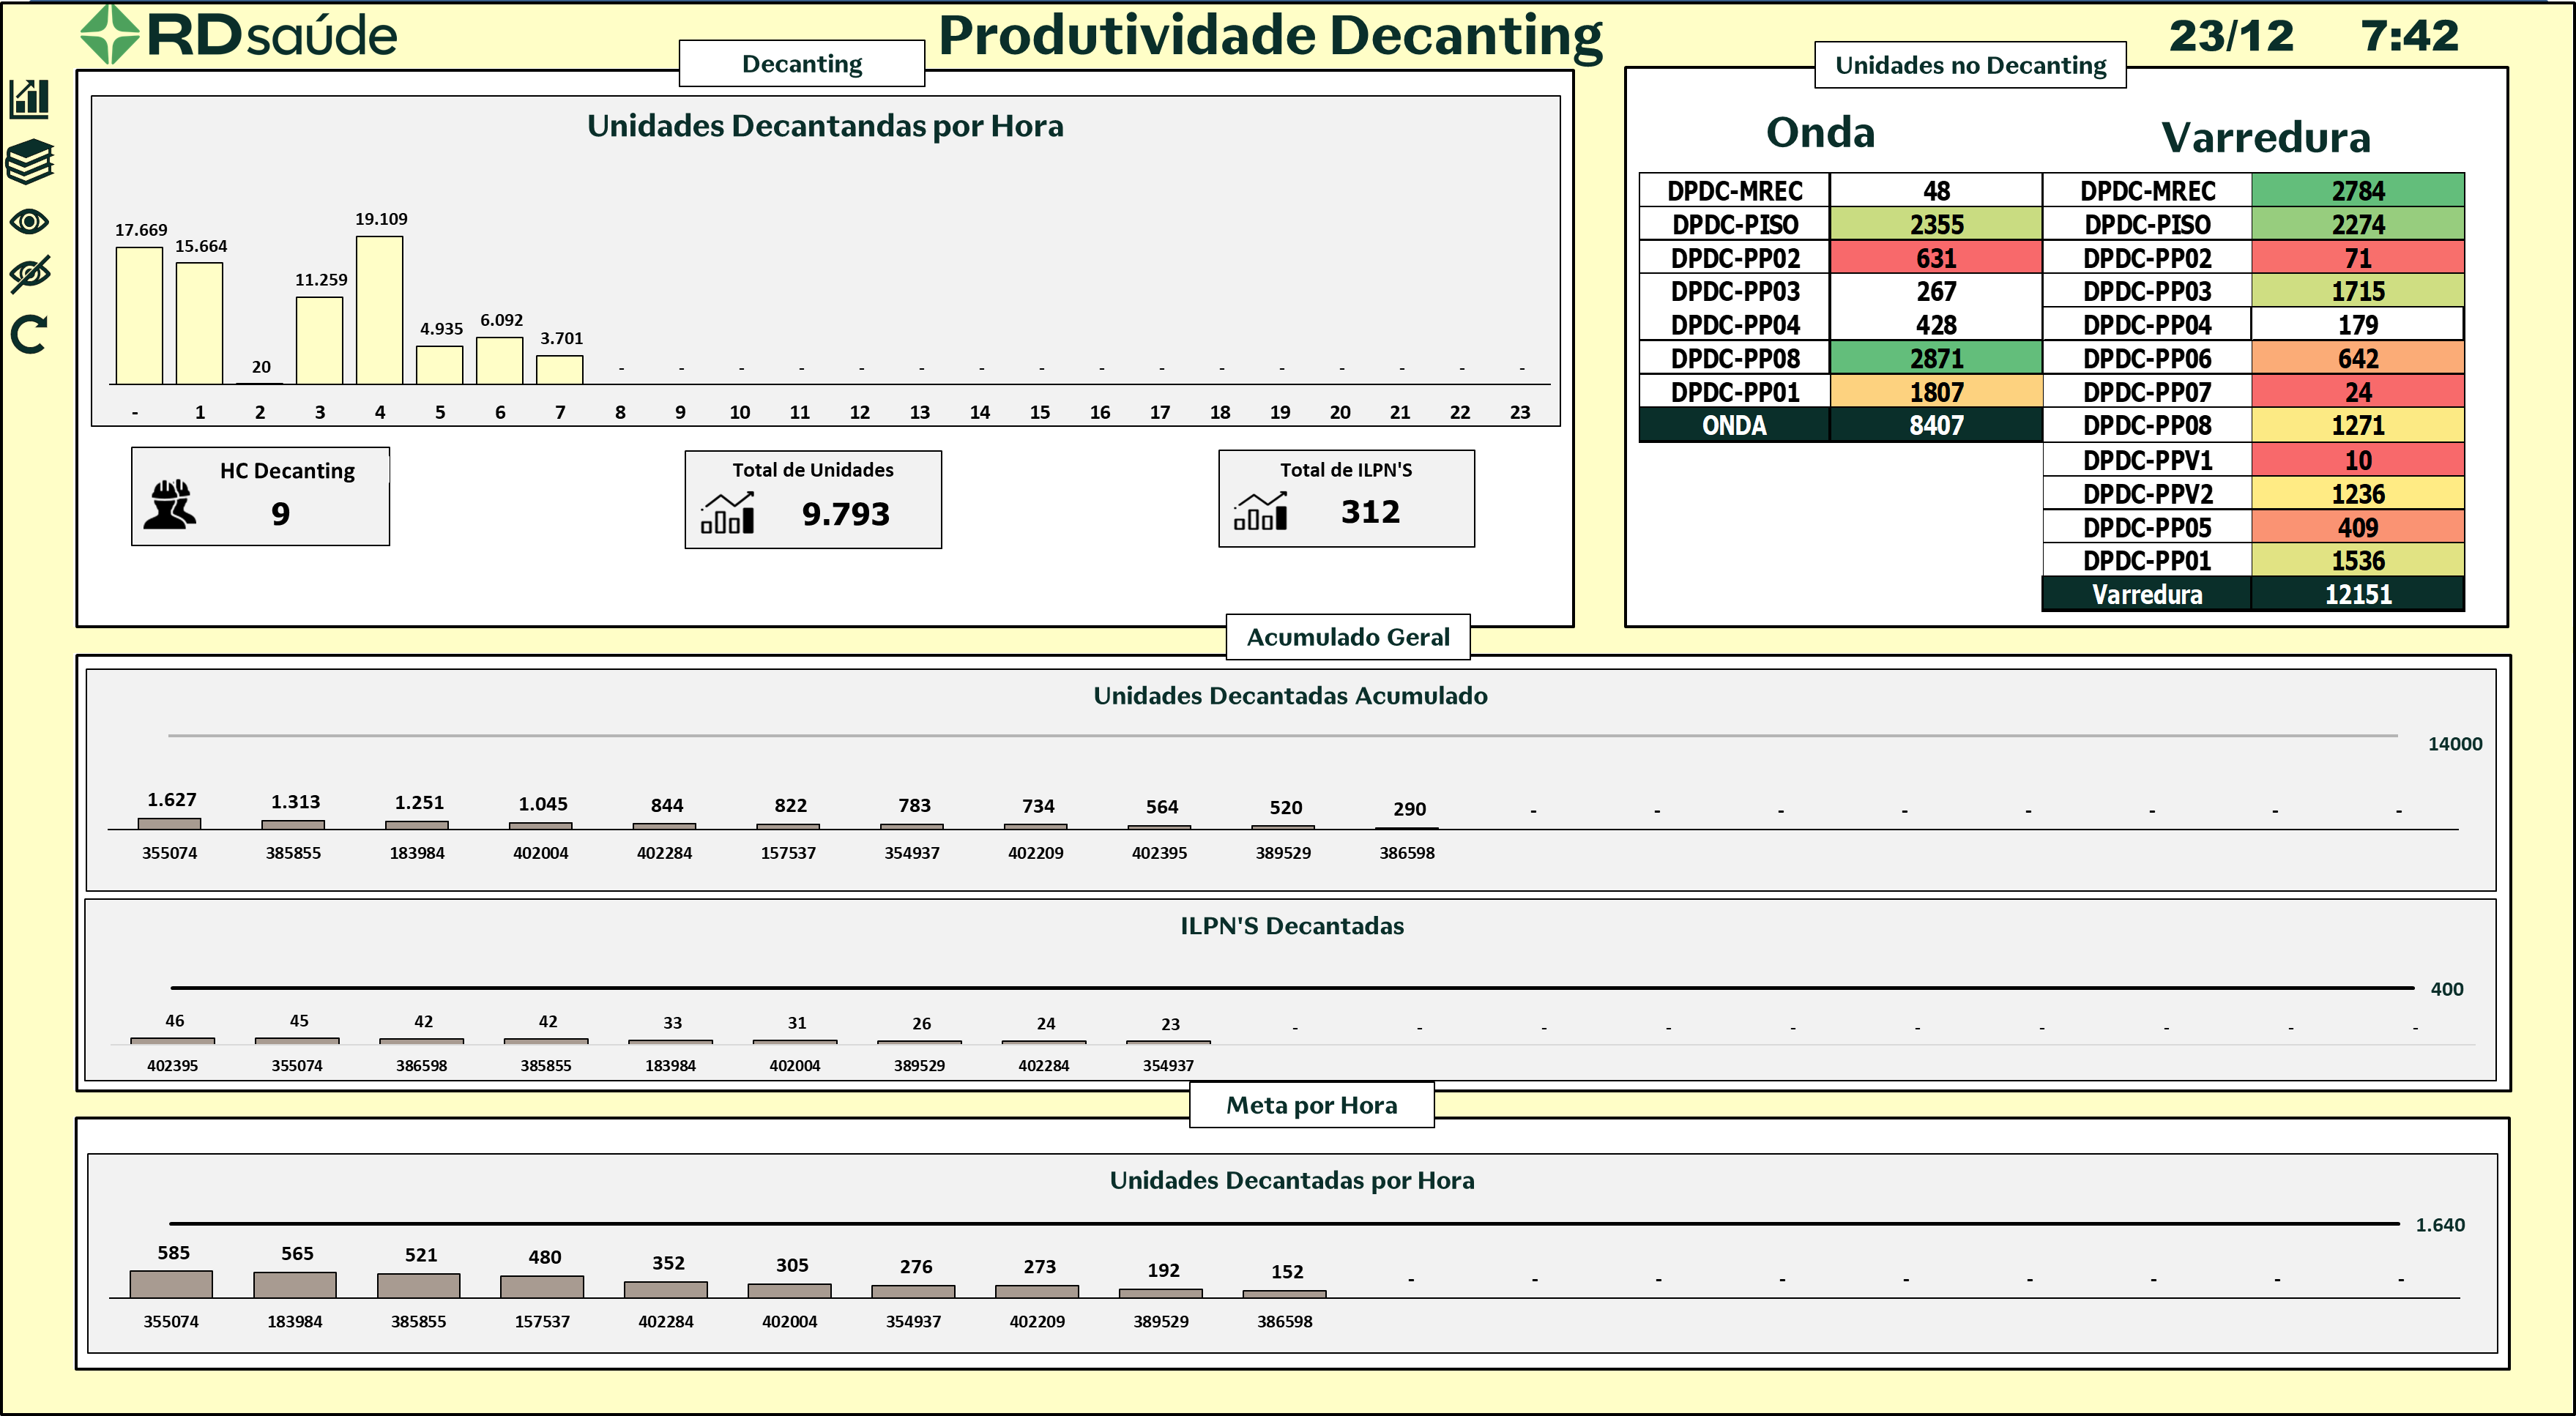 RDsaúde
Produtividade Decanting
23/12 7:42
Decanting
Unidades Decantandas por Hora
17.669 15.664 20 11.259 19.109 4.935 6.092 3.701 - - - - - - - - - - - - - - - -
- 1 2 3 4 5 6 7 8 9 10 11 12 13 14 15 16 17 18 19 20 21 22 23
HC Decanting
9
Total de Unidades
9.793
Total de ILPN'S
312
Unidades no Decanting
Onda
DPDC-MREC 48
DPDC-PISO 2355
DPDC-PP02 631
DPDC-PP03 267
DPDC-PP04 428
DPDC-PP08 2871
DPDC-PP01 1807
ONDA 8407
Varredura
DPDC-MREC 2784
DPDC-PISO 2274
DPDC-PP02 71
DPDC-PP03 1715
DPDC-PP04 179
DPDC-PP06 642
DPDC-PP07 24
DPDC-PP08 1271
DPDC-PPV1 10
DPDC-PPV2 1236
DPDC-PP05 409
DPDC-PP01 1536
Varredura 12151
Acumulado Geral
Unidades Decantadas Acumulado
14000
1.627 1.313 1.251 1.045 844 822 783 734 564 520 290 - - - - - - - -
355074 385855 183984 402004 402284 157537 354937 402209 402395 389529 386598
ILPN'S Decantadas
400
46 45 42 42 33 31 26 24 23 - - - - - - - - - -
402395 355074 386598 385855 183984 402004 389529 402284 354937
Meta por Hora
Unidades Decantadas por Hora
1.640
585 565 521 480 352 305 276 273 192 152 - - - - - - - - -
355074 183984 385855 157537 402284 402004 354937 402209 389529 386598